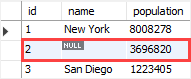 id name population
1 New York 8008278
2 NULL 3696820
3 San Diego 1223405